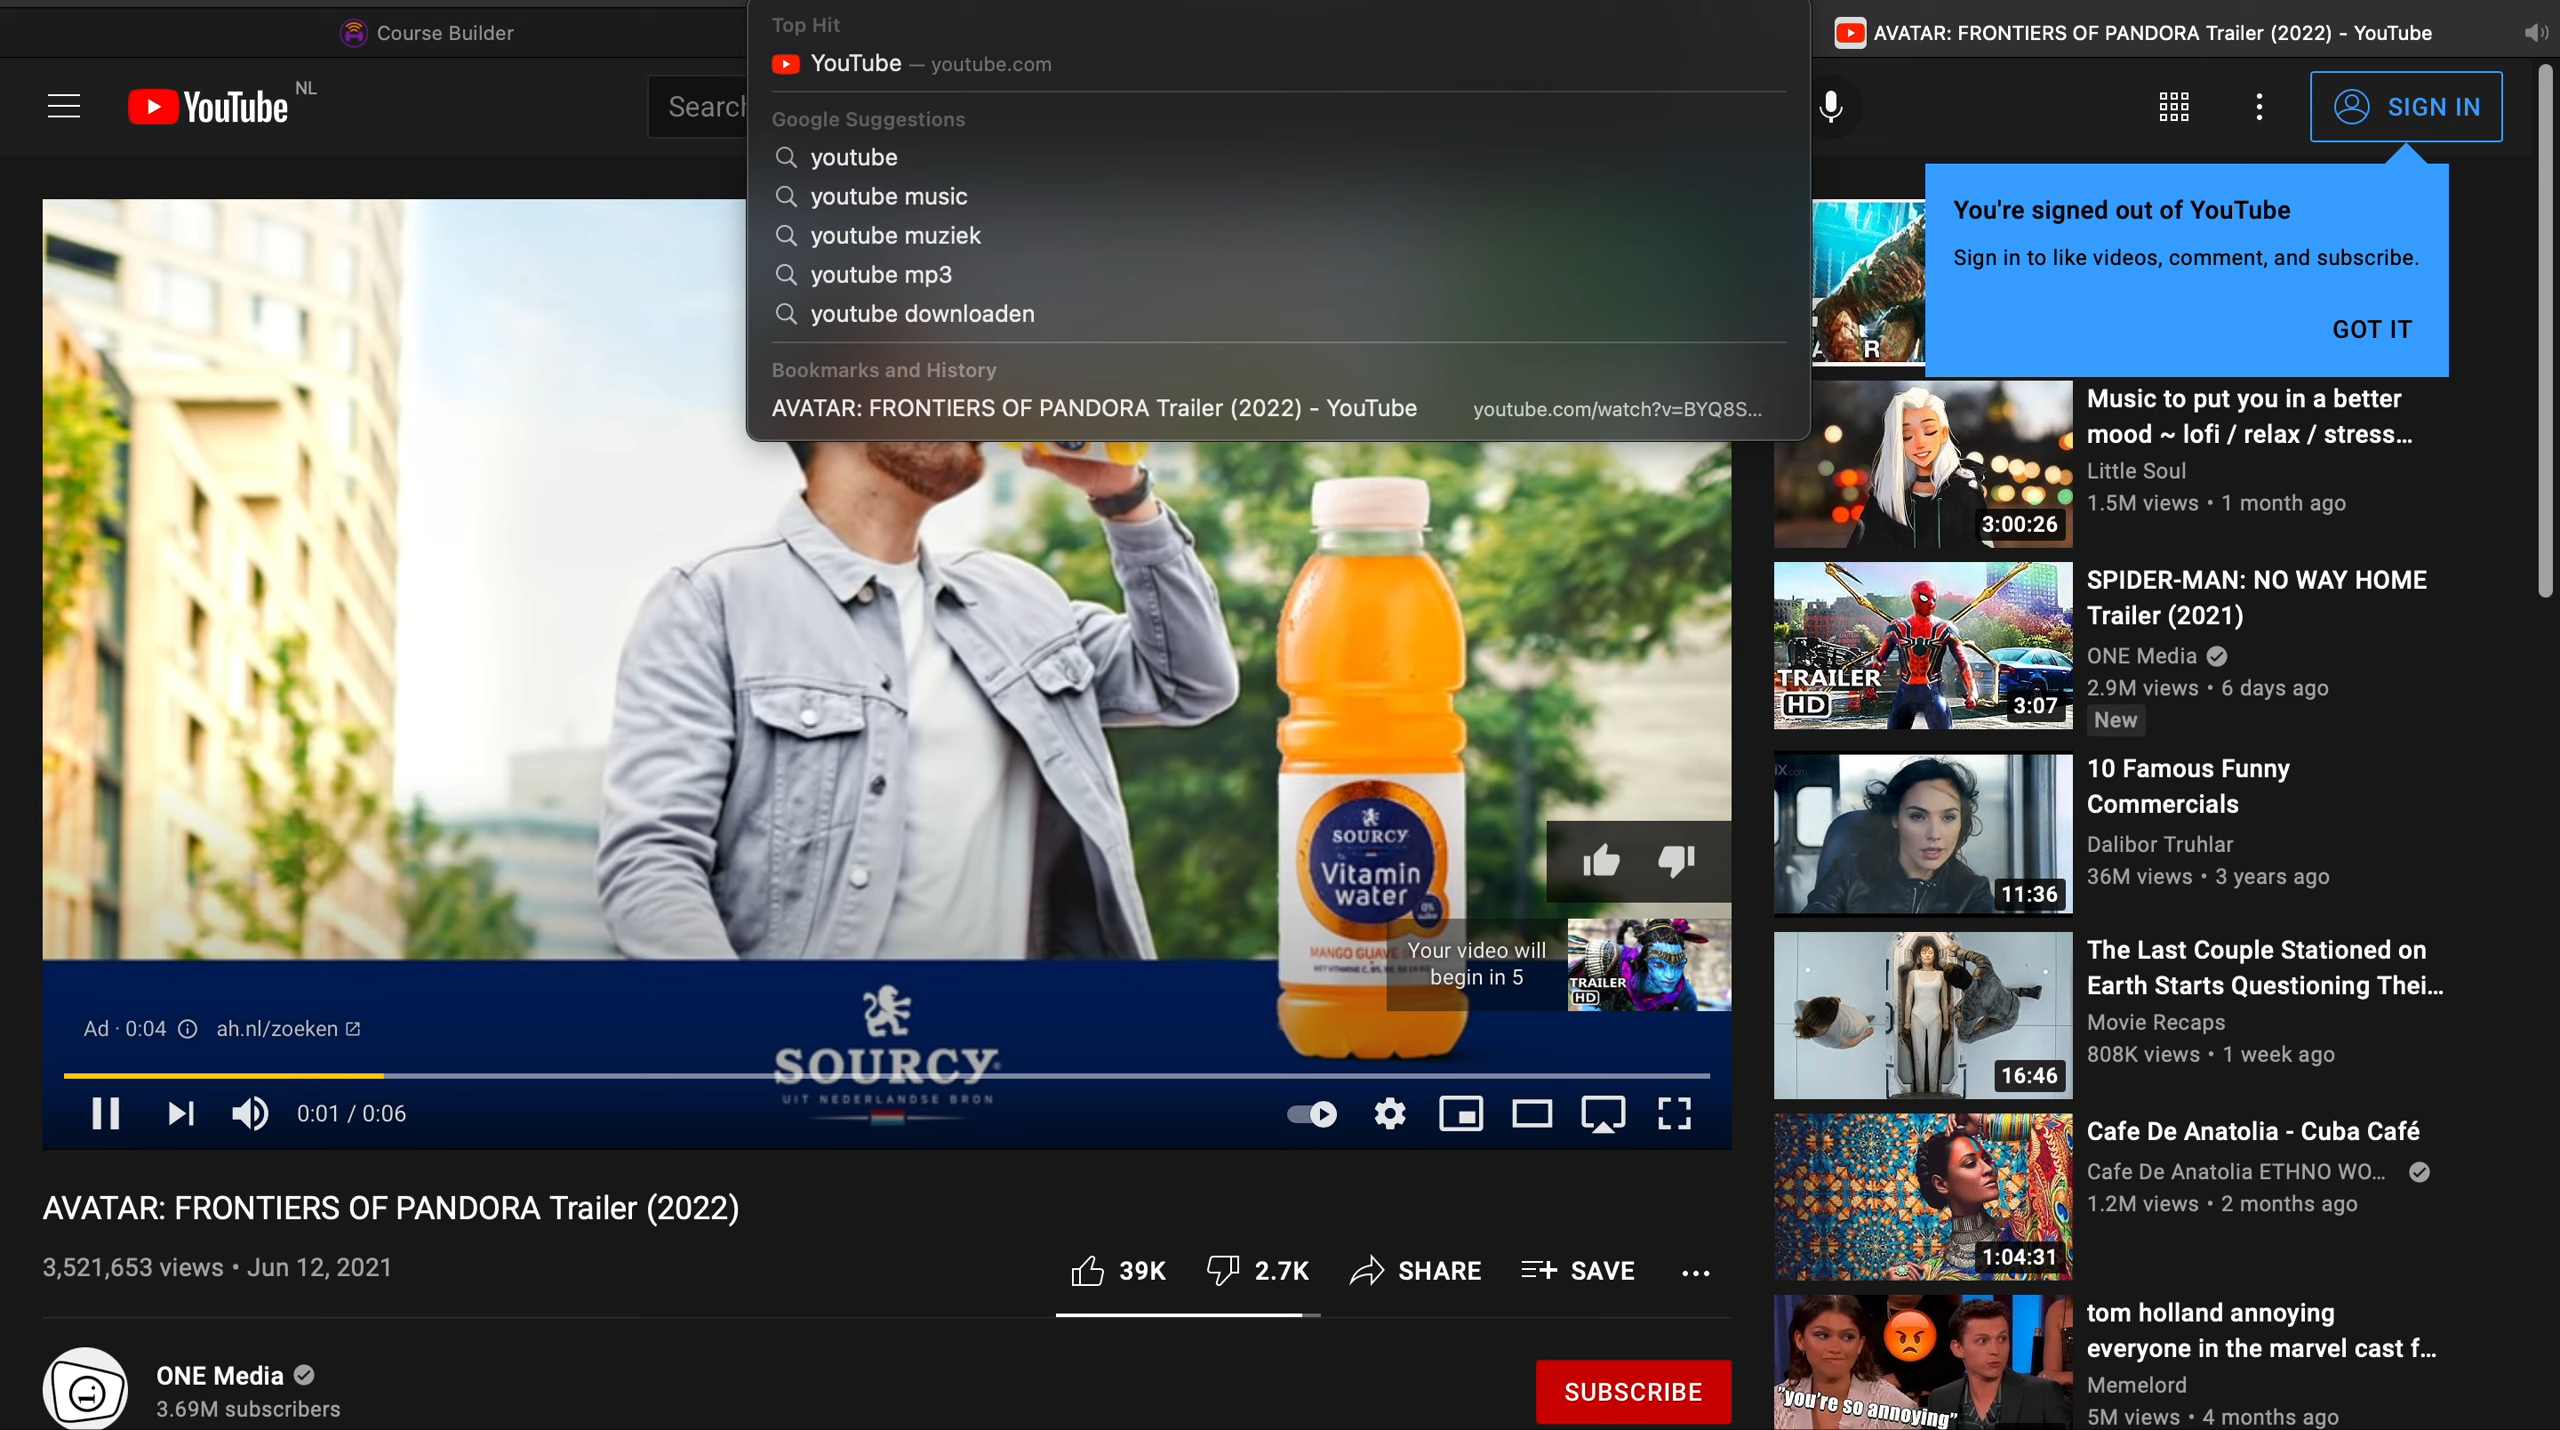 Course Builder
AVATAR: FRONTIERS OF PANDORA Trailer (2022) - YouTube
Top Hit
YouTube — youtube.com
Google Suggestions
youtube
youtube music
youtube muziek
youtube mp3
youtube downloaden
Bookmarks and History
AVATAR: FRONTIERS OF PANDORA Trailer (2022) - YouTube youtube.com/watch?v=BYQ8S...
YouTube NL
Search
SIGN IN
You're signed out of YouTube
Sign in to like videos, comment, and subscribe.
GOT IT
SOURCY
Vitamin
water
0%
MANGO GUAVE
Your video will
begin in 5
TRAILER
HD
Ad · 0:04 ah.nl/zoeken
SOURCY
UIT NEDERLANDSE BRON
0:01 / 0:06
AVATAR: FRONTIERS OF PANDORA Trailer (2022)
3,521,653 views • Jun 12, 2021
39K 2.7K SHARE SAVE
ONE Media
3.69M subscribers
SUBSCRIBE
R
3:00:26
Music to put you in a better
mood ~ lofi / relax / stress...
Little Soul
1.5M views • 1 month ago
TRAILER
HD
3:07
SPIDER-MAN: NO WAY HOME
Trailer (2021)
ONE Media
2.9M views • 6 days ago
New
iX.com
11:36
10 Famous Funny
Commercials
Dalibor Truhlar
36M views • 3 years ago
16:46
The Last Couple Stationed on
Earth Starts Questioning Thei...
Movie Recaps
808K views • 1 week ago
1:04:31
Cafe De Anatolia - Cuba Café
Cafe De Anatolia ETHNO WO...
1.2M views • 2 months ago
"you're so annoying"
tom holland annoying
everyone in the marvel cast f...
Memelord
5M views • 4 months ago